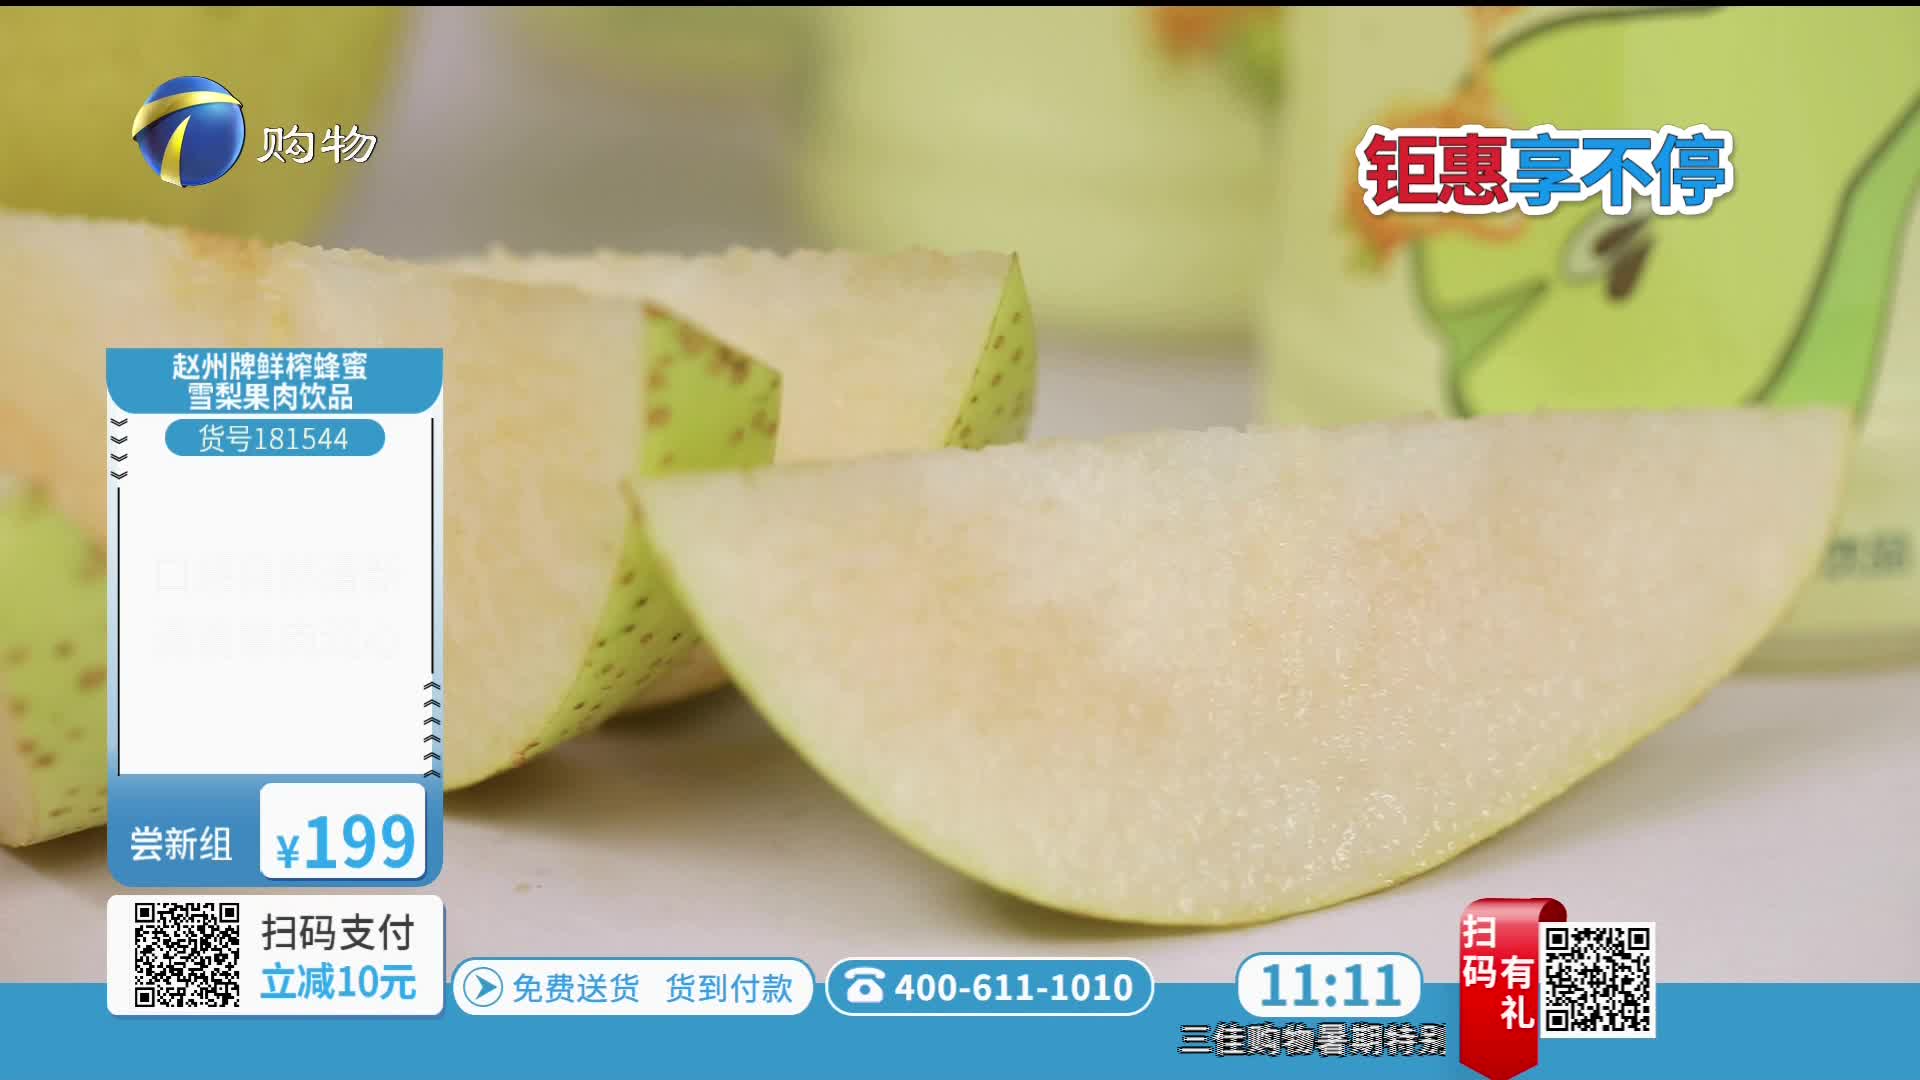 购物
钜惠享不停
赵州牌鲜榨蜂蜜
雪梨果肉饮品
货号181544
尝新组
¥199
扫码支付
立减10元
免费送货 货到付款
400-611-1010
11:11
三佳购物暑期特别
扫码
有礼